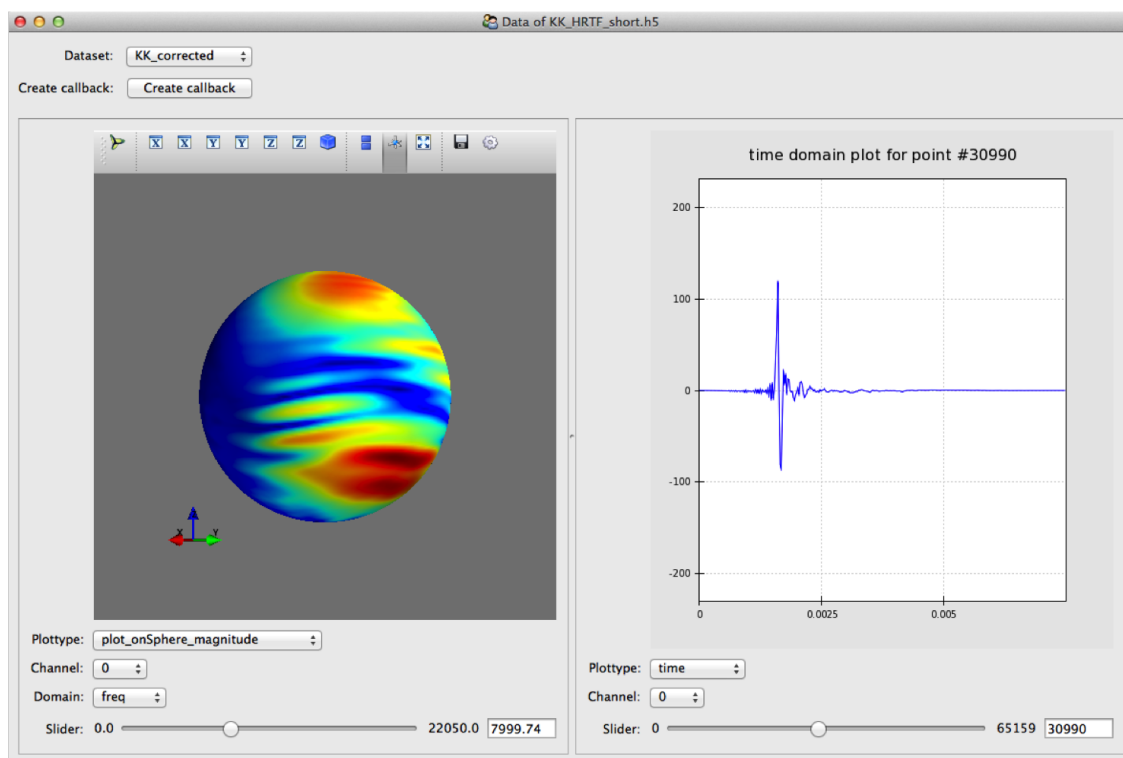 Data of KK_HRTF_short.h5
Dataset: KK_corrected
Create callback: Create callback
X X Y Y Z Z
time domain plot for point #30990
200
100
0
-100
-200
0 0.0025 0.005
X Y
Plottype: plot_onSphere_magnitude
Channel: 0
Domain: freq
Slider: 0.0 22050.0 7999.74
Plottype: time
Channel: 0
Slider: 0 65159 30990